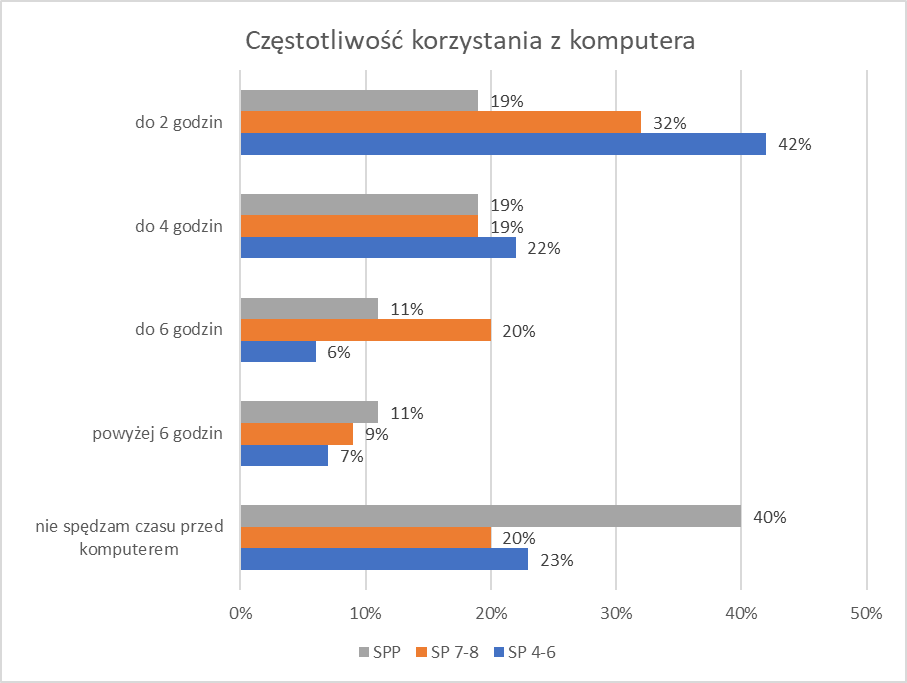 Częstotliwość korzystania z komputera
do 2 godzin
19%
32%
42%
do 4 godzin
19%
19%
22%
do 6 godzin
11%
20%
6%
powyżej 6 godzin
11%
9%
7%
nie spędzam czasu przed
komputerem
40%
20%
23%
0% 10% 20% 30% 40% 50%
SPP SP 7-8 SP 4-6